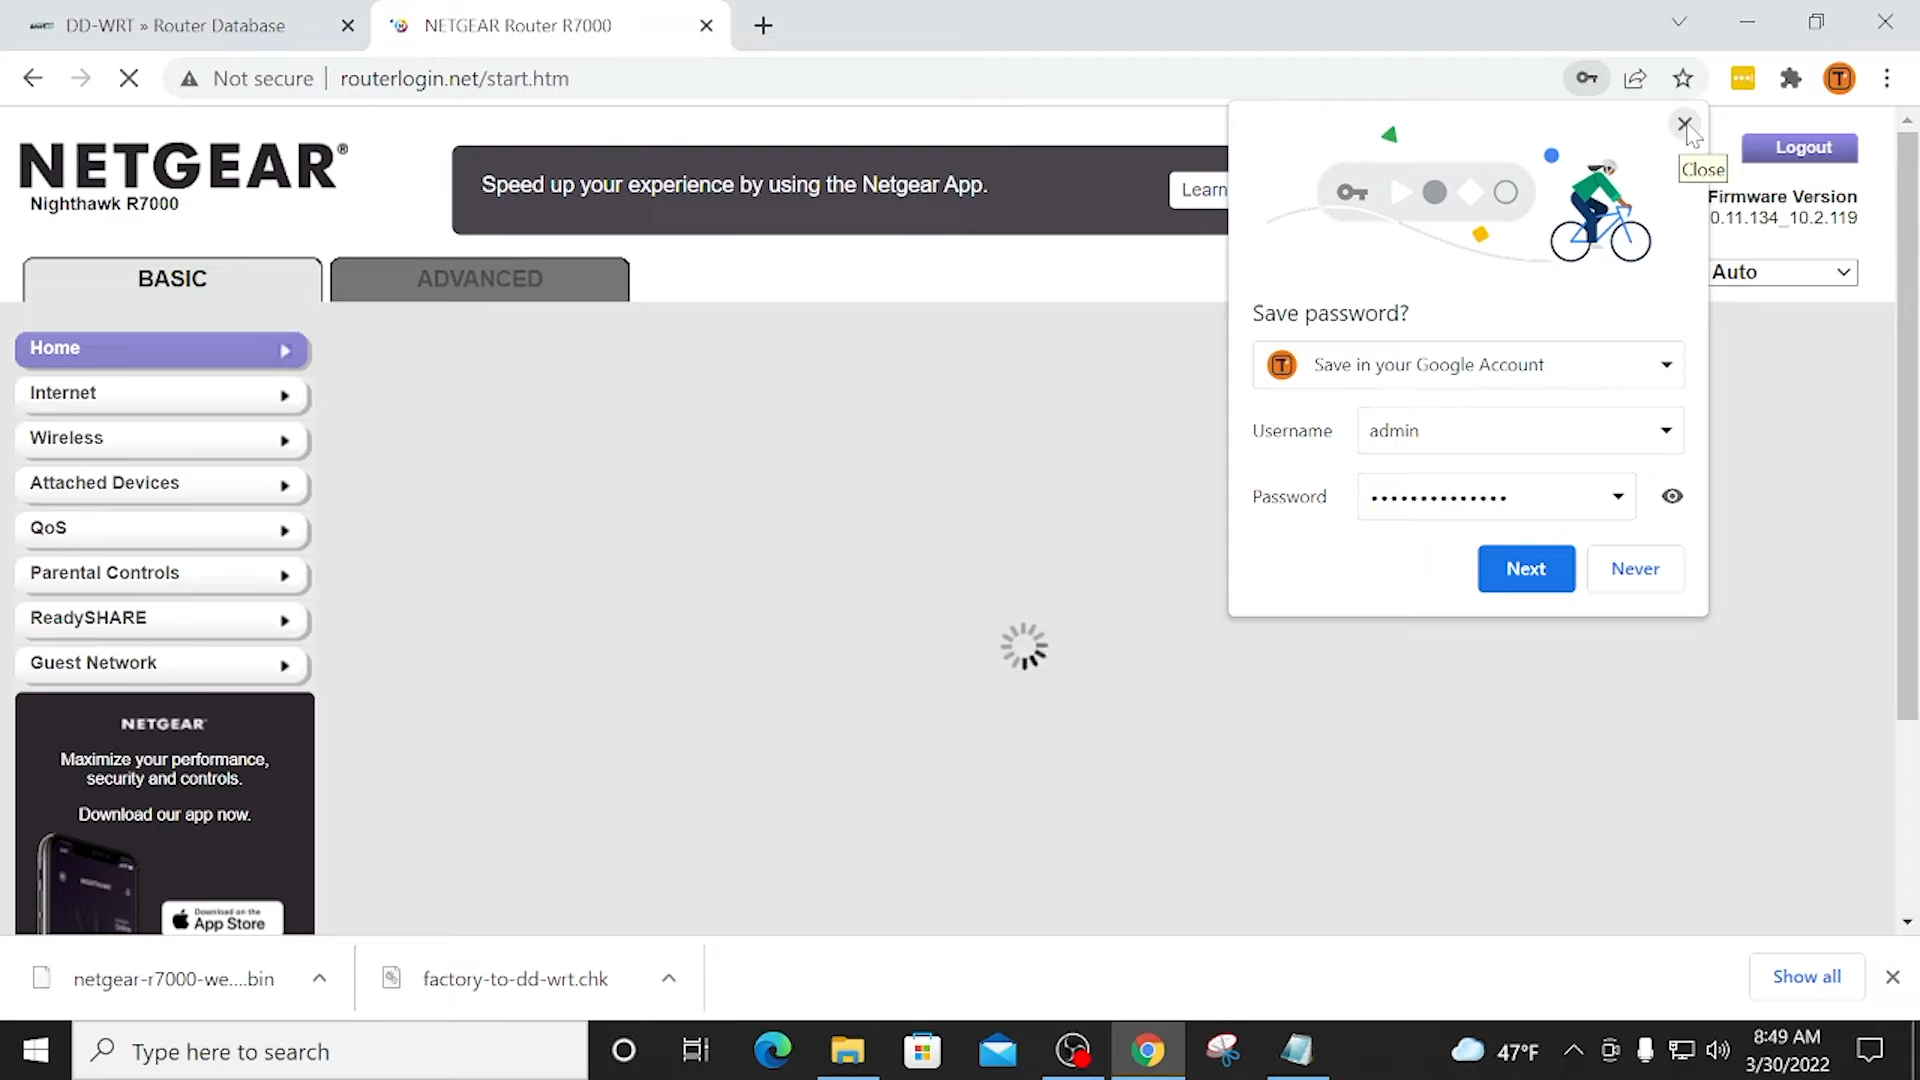 DD-WRT » Router Database
NETGEAR Router R7000
Not secure
routerlogin.net/start.htm
NETGEAR®
Nighthawk R7000
Speed up your experience by using the Netgear App.
Learn
Close
Logout
Firmware Version
0.11.134_10.2.119
BASIC
ADVANCED
Auto
Home
Internet
Wireless
Attached Devices
QoS
Parental Controls
ReadySHARE
Guest Network
Save password?
Save in your Google Account
Username
admin
Password
••••••••••••••
Next
Never
NETGEAR®
Maximize your performance,
security and controls.
Download our app now.
Download on the
App Store
netgear-r7000-we....bin
factory-to-dd-wrt.chk
Show all
Type here to search
47°F
8:49 AM
3/30/2022